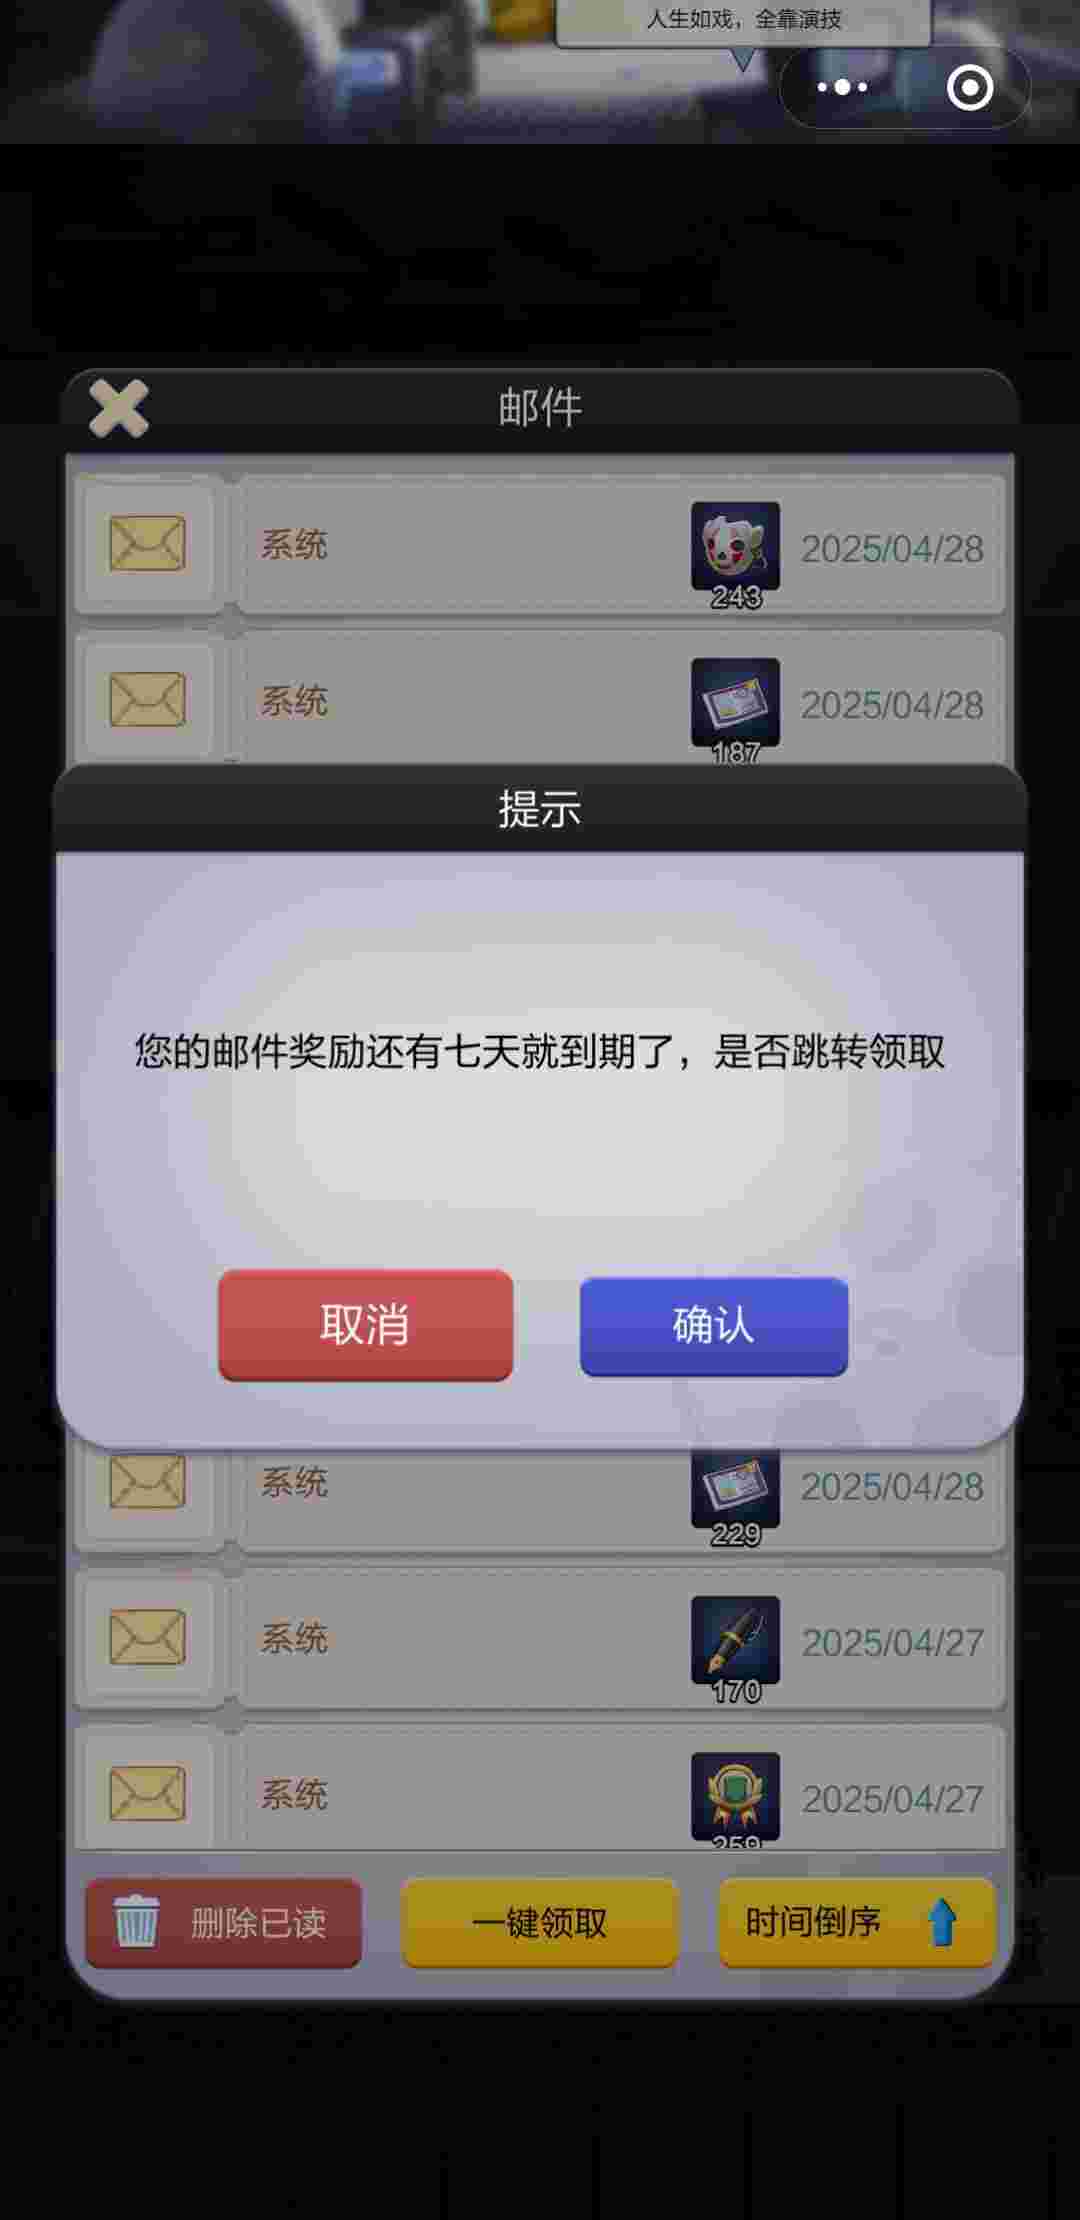 人生如戏，全靠演技
邮件
系统
243
2025/04/28
系统
187
2025/04/28
提示
您的邮件奖励还有七天就到期了，是否跳转领取
取消
确认
系统
229
2025/04/28
系统
170
2025/04/27
系统
259
2025/04/27
删除已读
一键领取
时间倒序